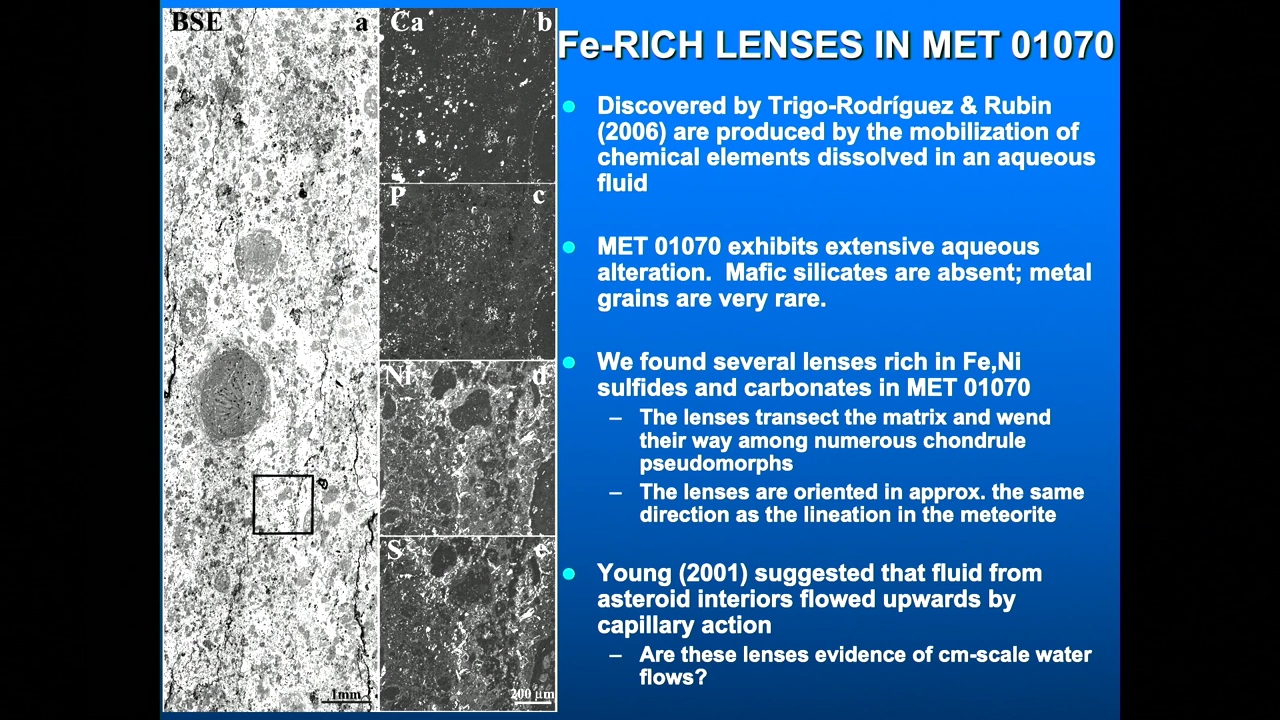 BSE a
Ca b
P c
Ni d
S e
1mm
200 μm
Fe-RICH LENSES IN MET 01070
Discovered by Trigo-Rodríguez & Rubin
(2006) are produced by the mobilization of
chemical elements dissolved in an aqueous
fluid
MET 01070 exhibits extensive aqueous
alteration. Mafic silicates are absent; metal
grains are very rare.
We found several lenses rich in Fe,Ni
sulfides and carbonates in MET 01070
– The lenses transect the matrix and wend
their way among numerous chondrule
pseudomorphs
– The lenses are oriented in approx. the same
direction as the lineation in the meteorite
Young (2001) suggested that fluid from
asteroid interiors flowed upwards by
capillary action
– Are these lenses evidence of cm-scale water
flows?